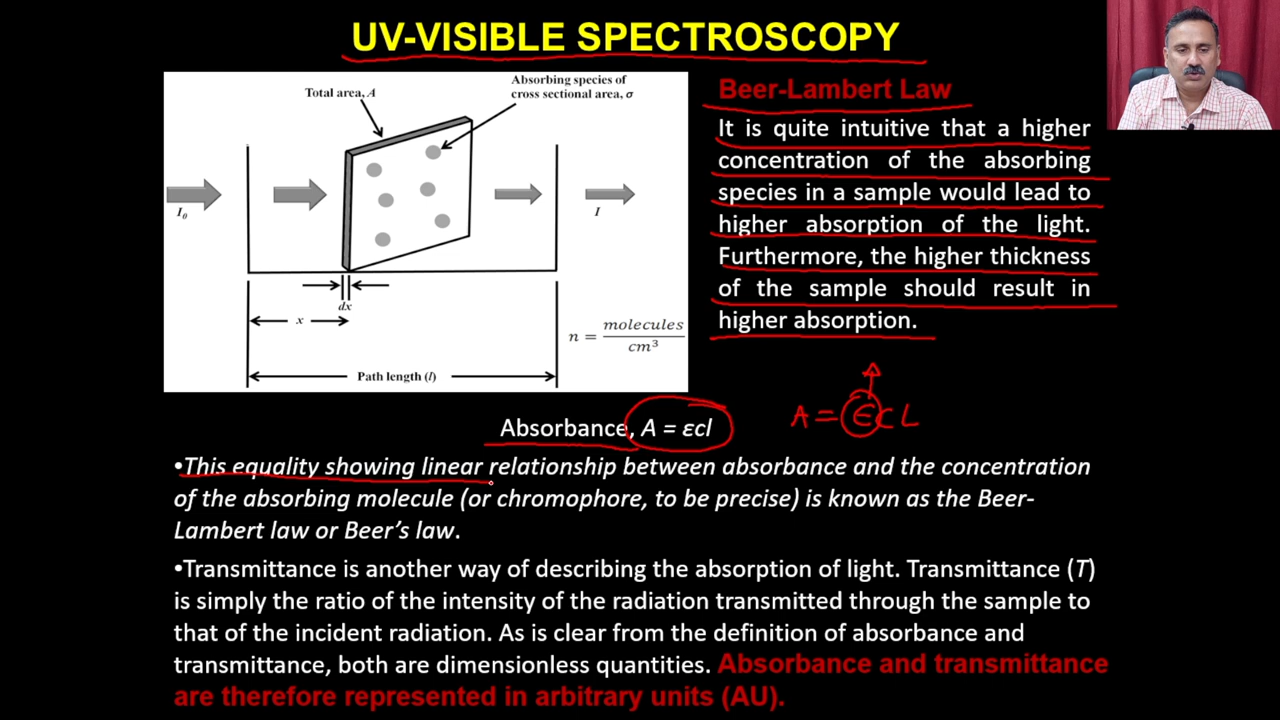 UV-VISIBLE SPECTROSCOPY
Total area, A
Absorbing species of
cross sectional area, σ
I₀
I
dx
x
n = molecules / cm³
Path length (l)
Beer-Lambert Law
It is quite intuitive that a higher
concentration of the absorbing
species in a sample would lead to
higher absorption of the light.
Furthermore, the higher thickness
of the sample should result in
higher absorption.
A = ϵCL
Absorbance, A = εcl
•This equality showing linear relationship between absorbance and the concentration
of the absorbing molecule (or chromophore, to be precise) is known as the Beer-
Lambert law or Beer’s law.
•Transmittance is another way of describing the absorption of light. Transmittance (T)
is simply the ratio of the intensity of the radiation transmitted through the sample to
that of the incident radiation. As is clear from the definition of absorbance and
transmittance, both are dimensionless quantities. Absorbance and transmittance
are therefore represented in arbitrary units (AU).